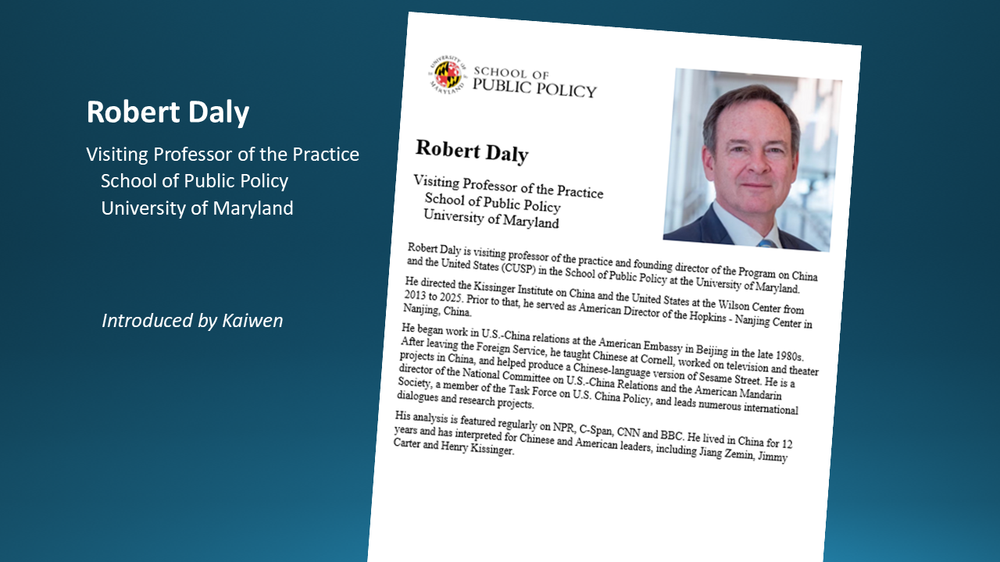 Robert Daly
Visiting Professor of the Practice
School of Public Policy
University of Maryland
Introduced by Kaiwen
UNIVERSITY OF
MARYLAND
SCHOOL OF
PUBLIC POLICY
Robert Daly
Visiting Professor of the Practice
School of Public Policy
University of Maryland
Robert Daly is visiting professor of the practice and founding director of the Program on China
and the United States (CUSP) in the School of Public Policy at the University of Maryland.
He directed the Kissinger Institute on China and the United States at the Wilson Center from
2013 to 2025. Prior to that, he served as American Director of the Hopkins - Nanjing Center in
Nanjing, China.
He began work in U.S.-China relations at the American Embassy in Beijing in the late 1980s.
After leaving the Foreign Service, he taught Chinese at Cornell, worked on television and theater
projects in China, and helped produce a Chinese-language version of Sesame Street. He is a
director of the National Committee on U.S.-China Relations and the American Mandarin
Society, a member of the Task Force on U.S. China Policy, and leads numerous international
dialogues and research projects.
His analysis is featured regularly on NPR, C-Span, CNN and BBC. He lived in China for 12
years and has interpreted for Chinese and American leaders, including Jiang Zemin, Jimmy
Carter and Henry Kissinger.